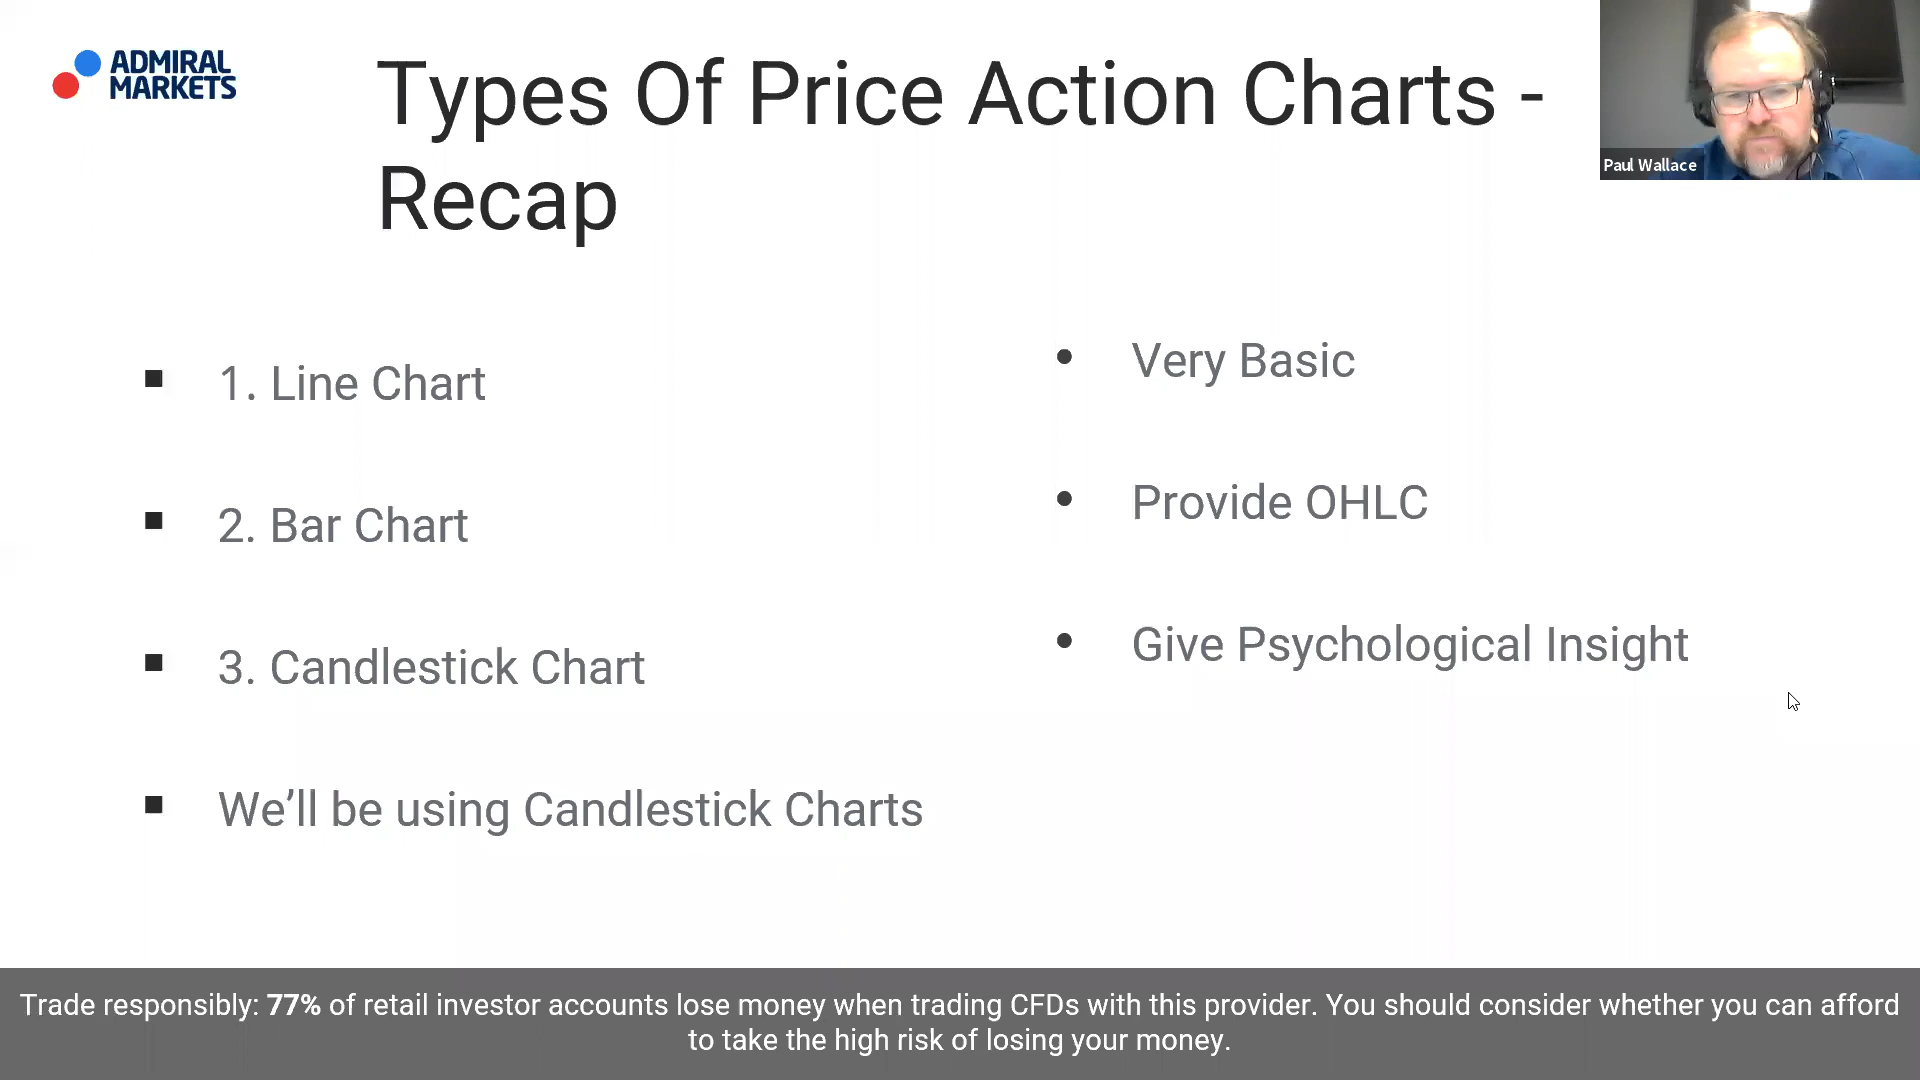 ADMIRAL
MARKETS
Types Of Price Action Charts -
Recap
Paul Wallace
1. Line Chart
2. Bar Chart
3. Candlestick Chart
We’ll be using Candlestick Charts
Very Basic
Provide OHLC
Give Psychological Insight
Trade responsibly: 77% of retail investor accounts lose money when trading CFDs with this provider. You should consider whether you can afford
to take the high risk of losing your money.